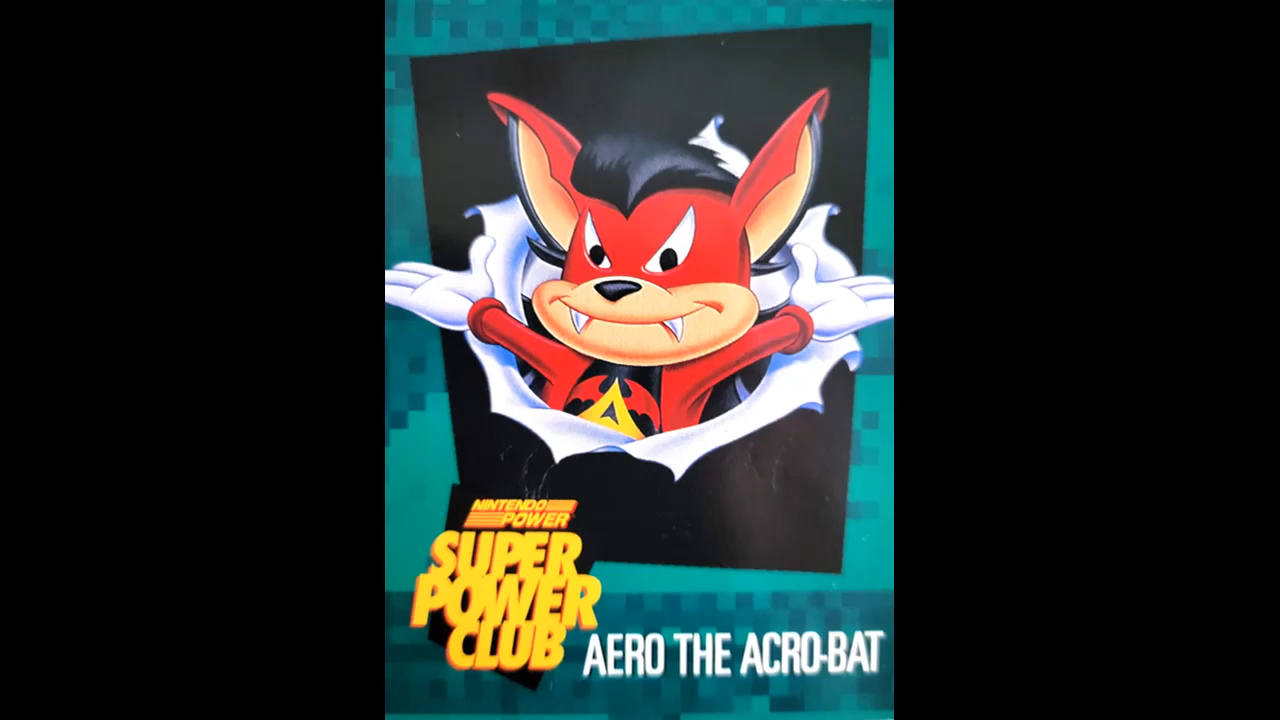 NINTENDO
POWER
SUPER
POWER
CLUB
AERO THE ACRO-BAT